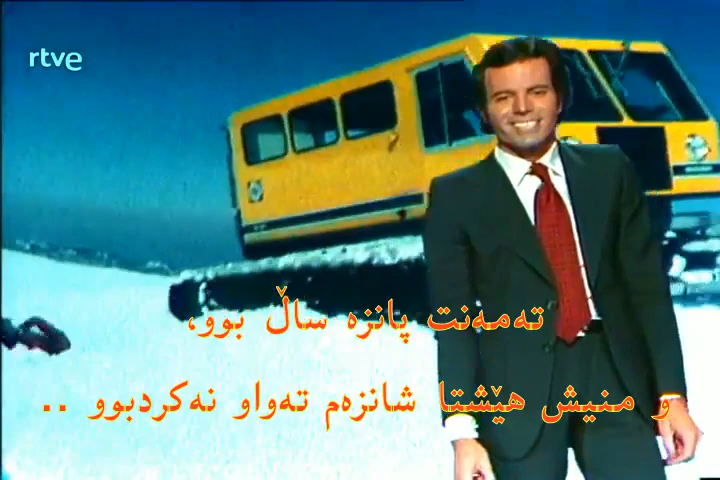 rtve
تەمەنت پانزە ساڵ بوو،
و منیش هێشتا شانزەم تەواو نەکردبوو ..